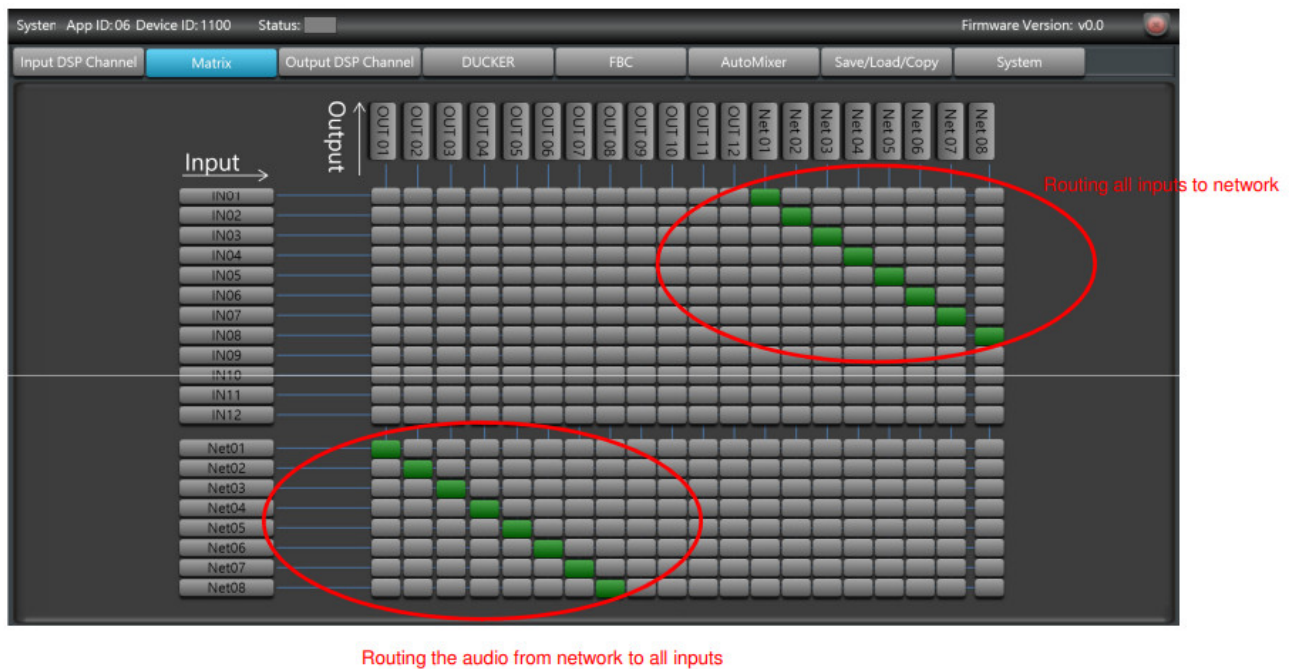 System App ID: 06 Device ID: 1100 Status: Firmware Version: v0.0
Input DSP Channel Matrix Output DSP Channel DUCKER FBC AutoMixer Save/Load/Copy System
Output
OUT 01 OUT 02 OUT 03 OUT 04 OUT 05 OUT 06 OUT 07 OUT 08 OUT 09 OUT 10 OUT 11 OUT 12 Net 01 Net 02 Net 03 Net 04 Net 05 Net 06 Net 07 Net 08
Input
Routing all inputs to network
IN01
IN02
IN03
IN04
IN05
IN06
IN07
IN08
IN09
IN10
IN11
IN12
Net01
Net02
Net03
Net04
Net05
Net06
Net07
Net08
Routing the audio from network to all inputs